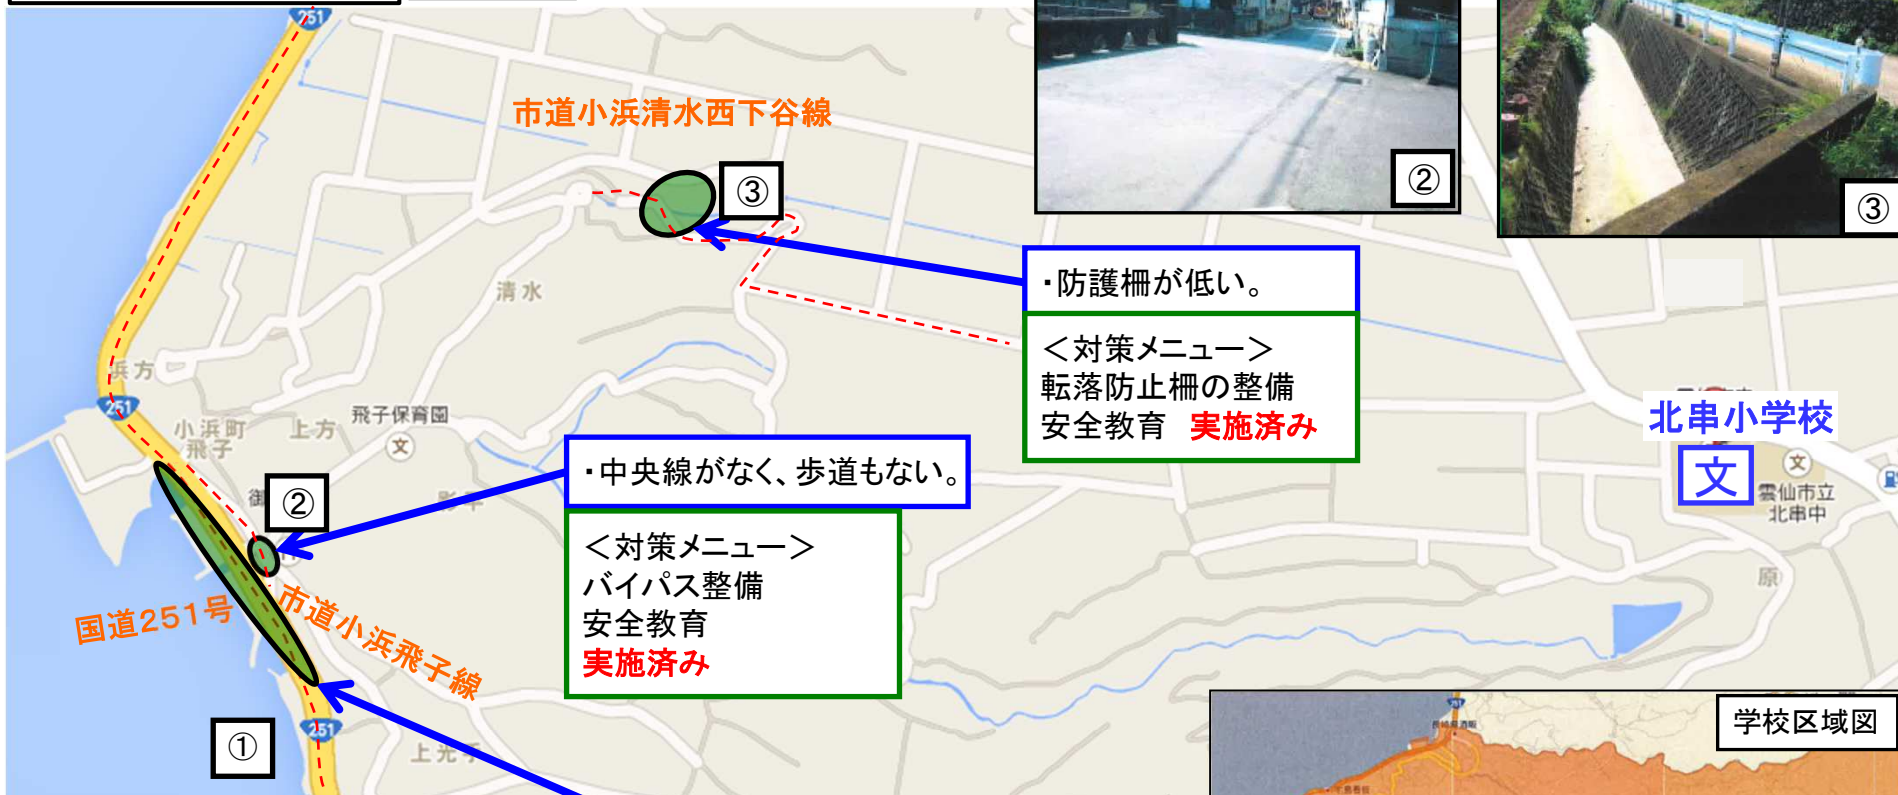 251
市道小浜清水西下谷線
③
②
③
清水
・防護柵が低い。
＜対策メニュー＞
転落防止柵の整備
安全教育 実施済み
浜方
251
小浜町
飛子
上方
飛子保育園
文
北串小学校
文
文
雲仙市立
北串中
・中央線がなく、歩道もない。
②
＜対策メニュー＞
バイパス整備
安全教育
実施済み
原
国道251号
市道小浜飛子線
①
251
学校区域図
251